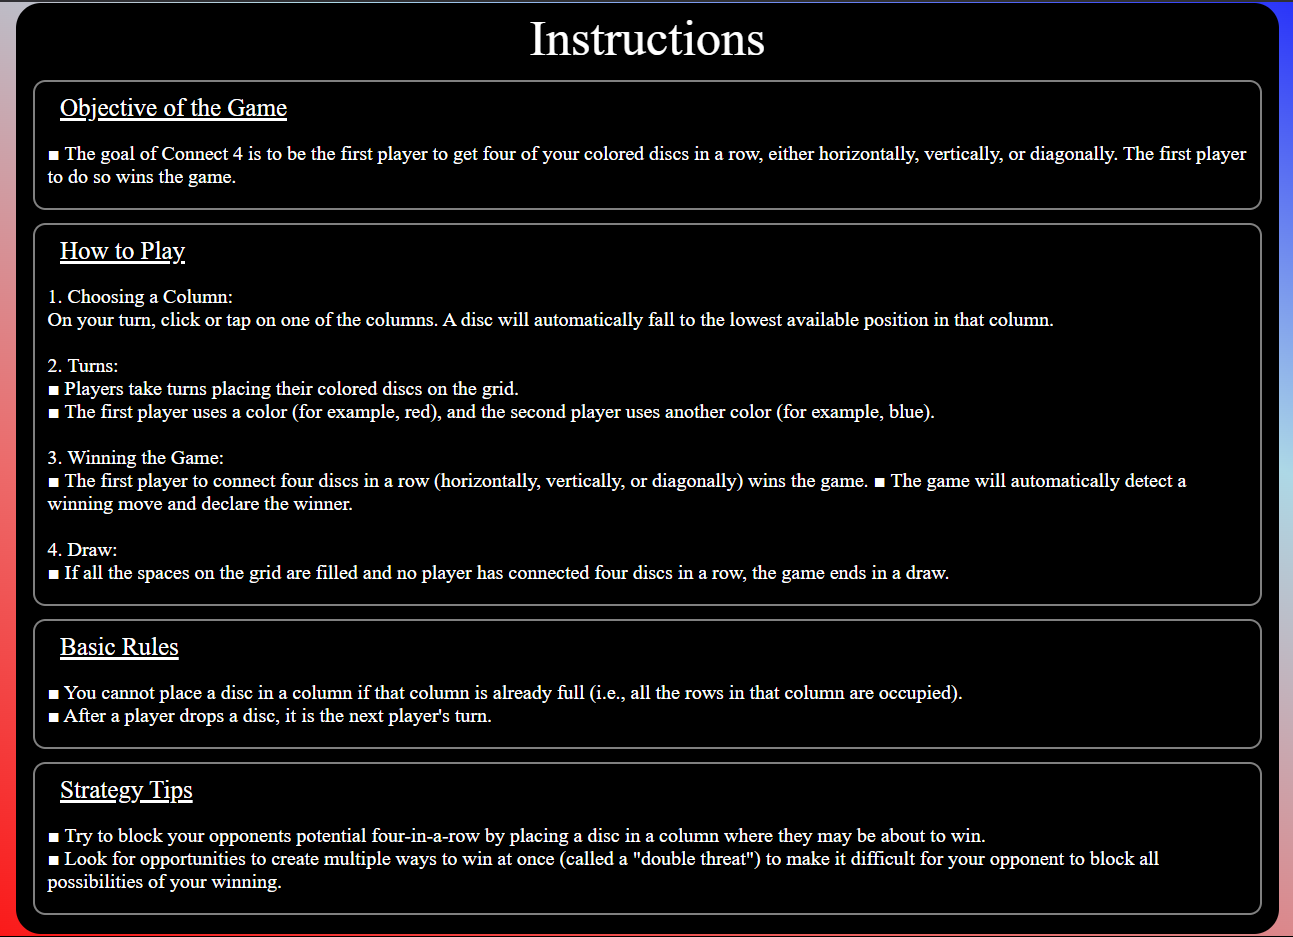 Instructions
Objective of the Game
▪ The goal of Connect 4 is to be the first player to get four of your colored discs in a row, either horizontally, vertically, or diagonally. The first player
to do so wins the game.
How to Play
1. Choosing a Column:
On your turn, click or tap on one of the columns. A disc will automatically fall to the lowest available position in that column.
2. Turns:
▪ Players take turns placing their colored discs on the grid.
▪ The first player uses a color (for example, red), and the second player uses another color (for example, blue).
3. Winning the Game:
▪ The first player to connect four discs in a row (horizontally, vertically, or diagonally) wins the game. ▪ The game will automatically detect a
winning move and declare the winner.
4. Draw:
▪ If all the spaces on the grid are filled and no player has connected four discs in a row, the game ends in a draw.
Basic Rules
▪ You cannot place a disc in a column if that column is already full (i.e., all the rows in that column are occupied).
▪ After a player drops a disc, it is the next player's turn.
Strategy Tips
▪ Try to block your opponents potential four-in-a-row by placing a disc in a column where they may be about to win.
▪ Look for opportunities to create multiple ways to win at once (called a "double threat") to make it difficult for your opponent to block all
possibilities of your winning.